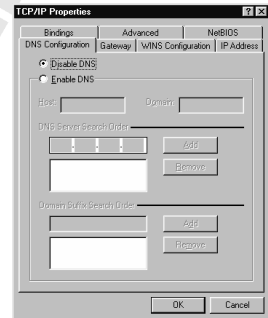 TCP/IP Properties
Bindings Advanced NetBIOS
DNS Configuration Gateway WINS Configuration IP Address
Disable DNS
Enable DNS
Host: Domain:
DNS Server Search Order
Add
Remove
Domain Suffix Search Order
Add
Remove
OK Cancel